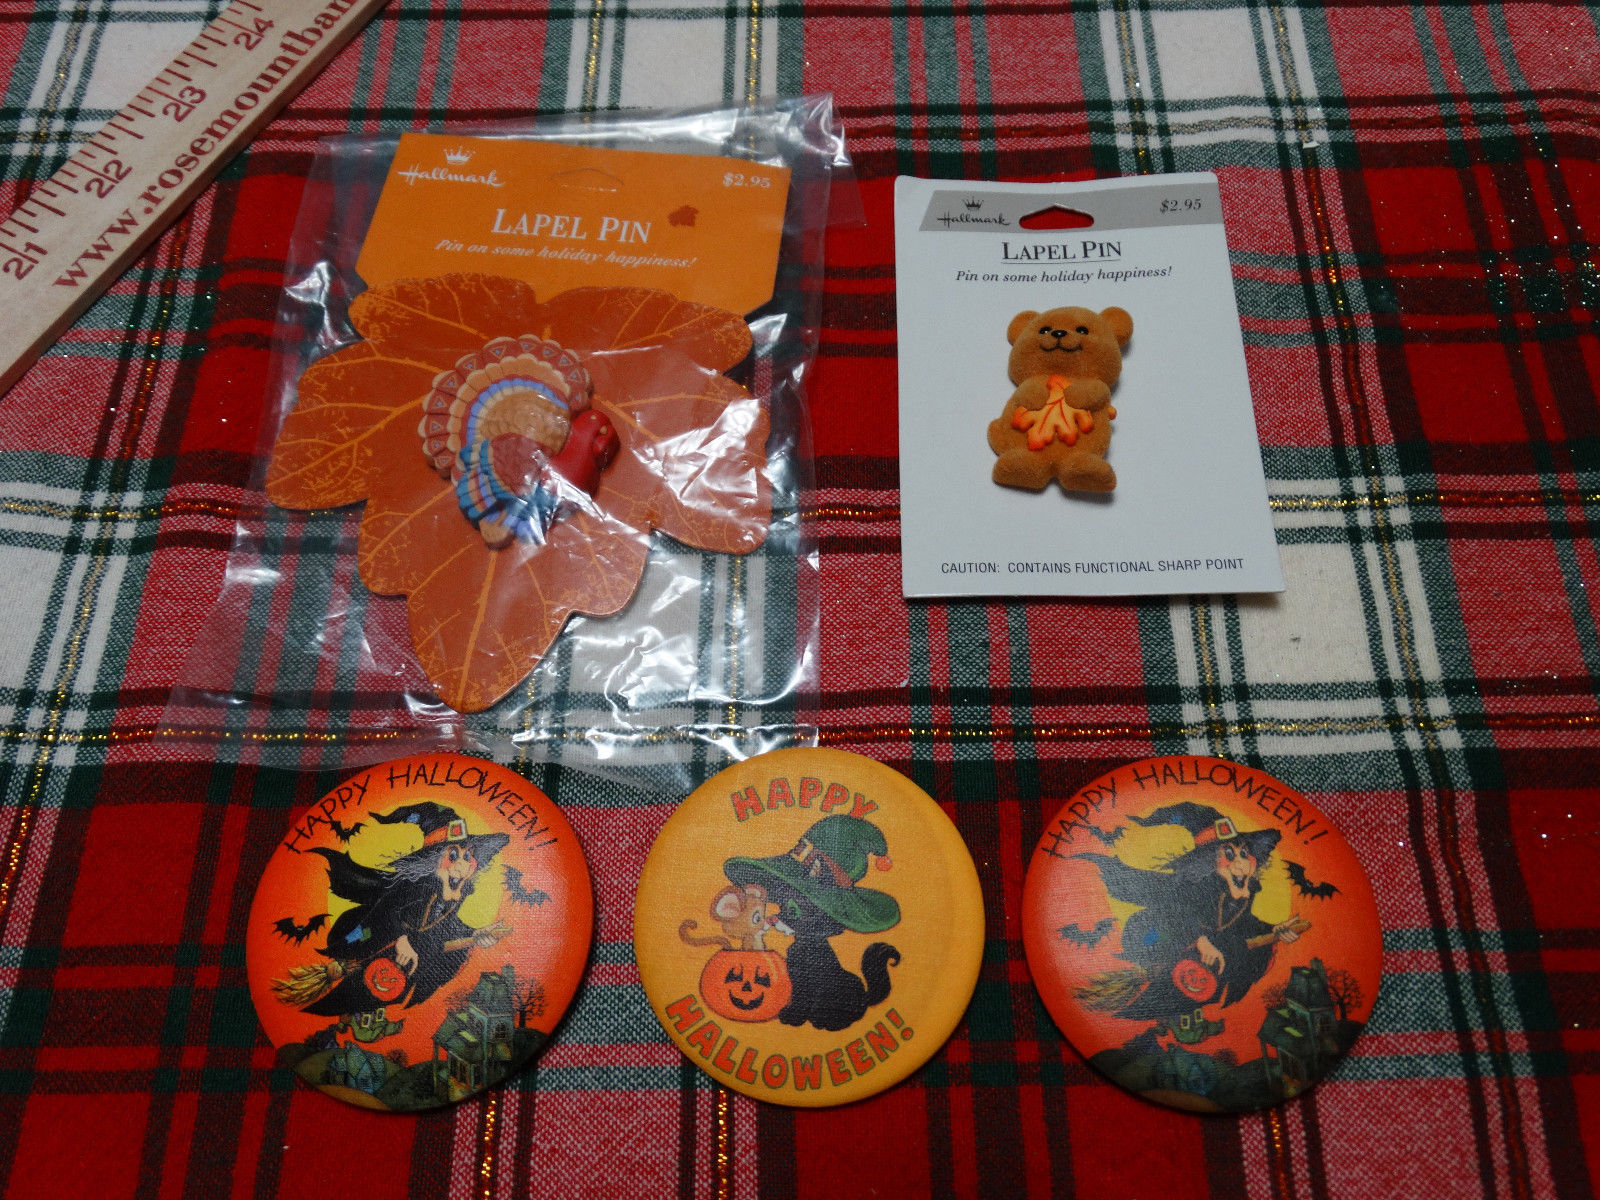 21 22 23 24
www.rosemountban
Hallmark
$2.95
LAPEL PIN
Pin on some holiday happiness!
Hallmark
$2.95
LAPEL PIN
Pin on some holiday happiness!
CAUTION: CONTAINS FUNCTIONAL SHARP POINT
HAPPY HALLOWEEN!
HAPPY
HALLOWEEN!
HAPPY HALLOWEEN!